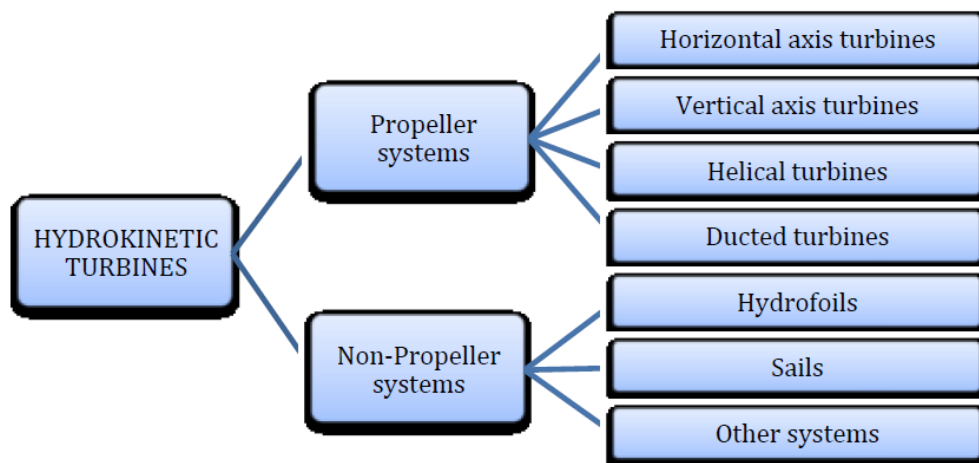 HYDROKINETIC
TURBINES
Propeller
systems
Horizontal axis turbines
Vertical axis turbines
Helical turbines
Ducted turbines
Non-Propeller
systems
Hydrofoils
Sails
Other systems